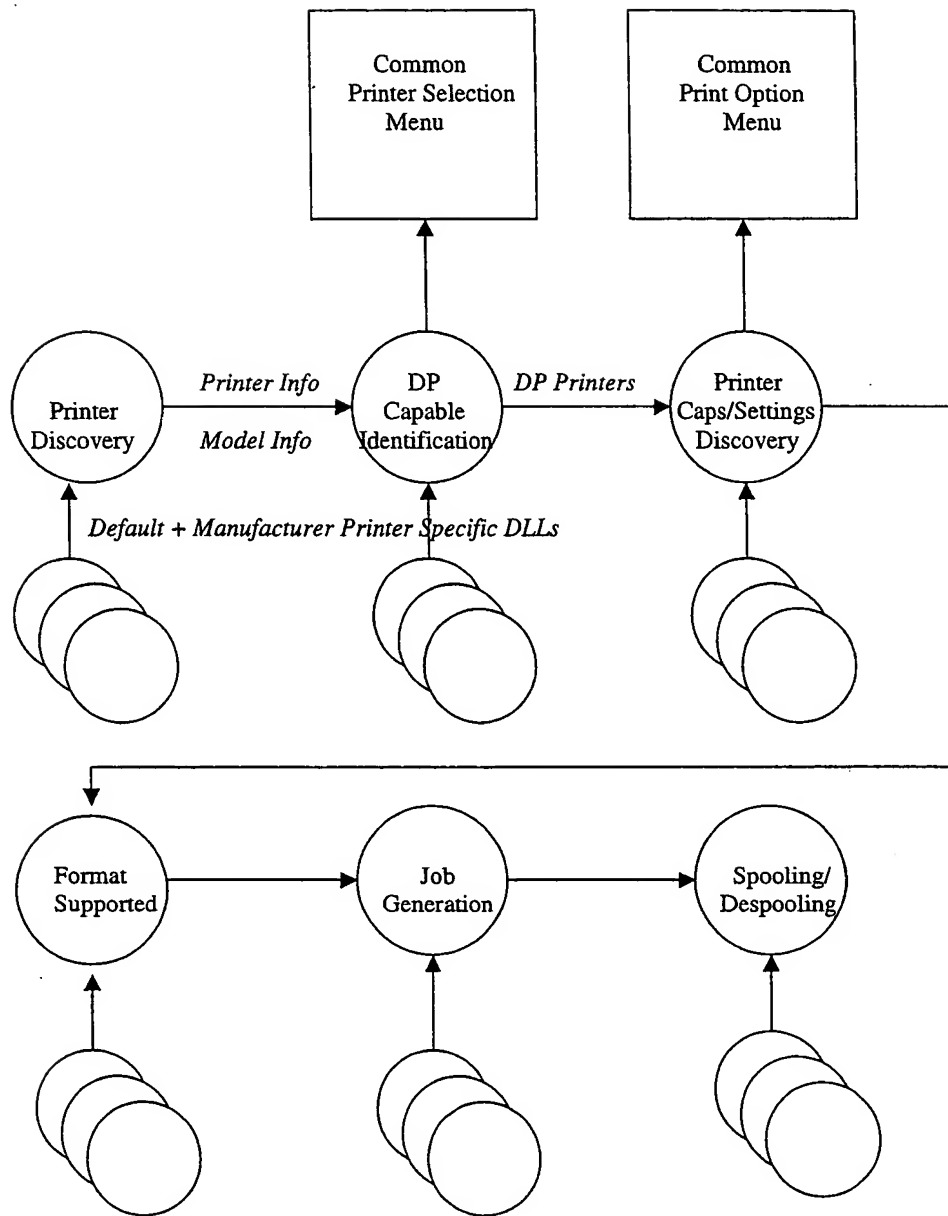 Common
Printer Selection
Menu
Common
Print Option
Menu
Printer
Discovery
Printer Info
Model Info
DP
Capable
Identification
DP Printers
Printer
Caps/Settings
Discovery
Default + Manufacturer Printer Specific DLLs
Format
Supported
Job
Generation
Spooling/
Despooling